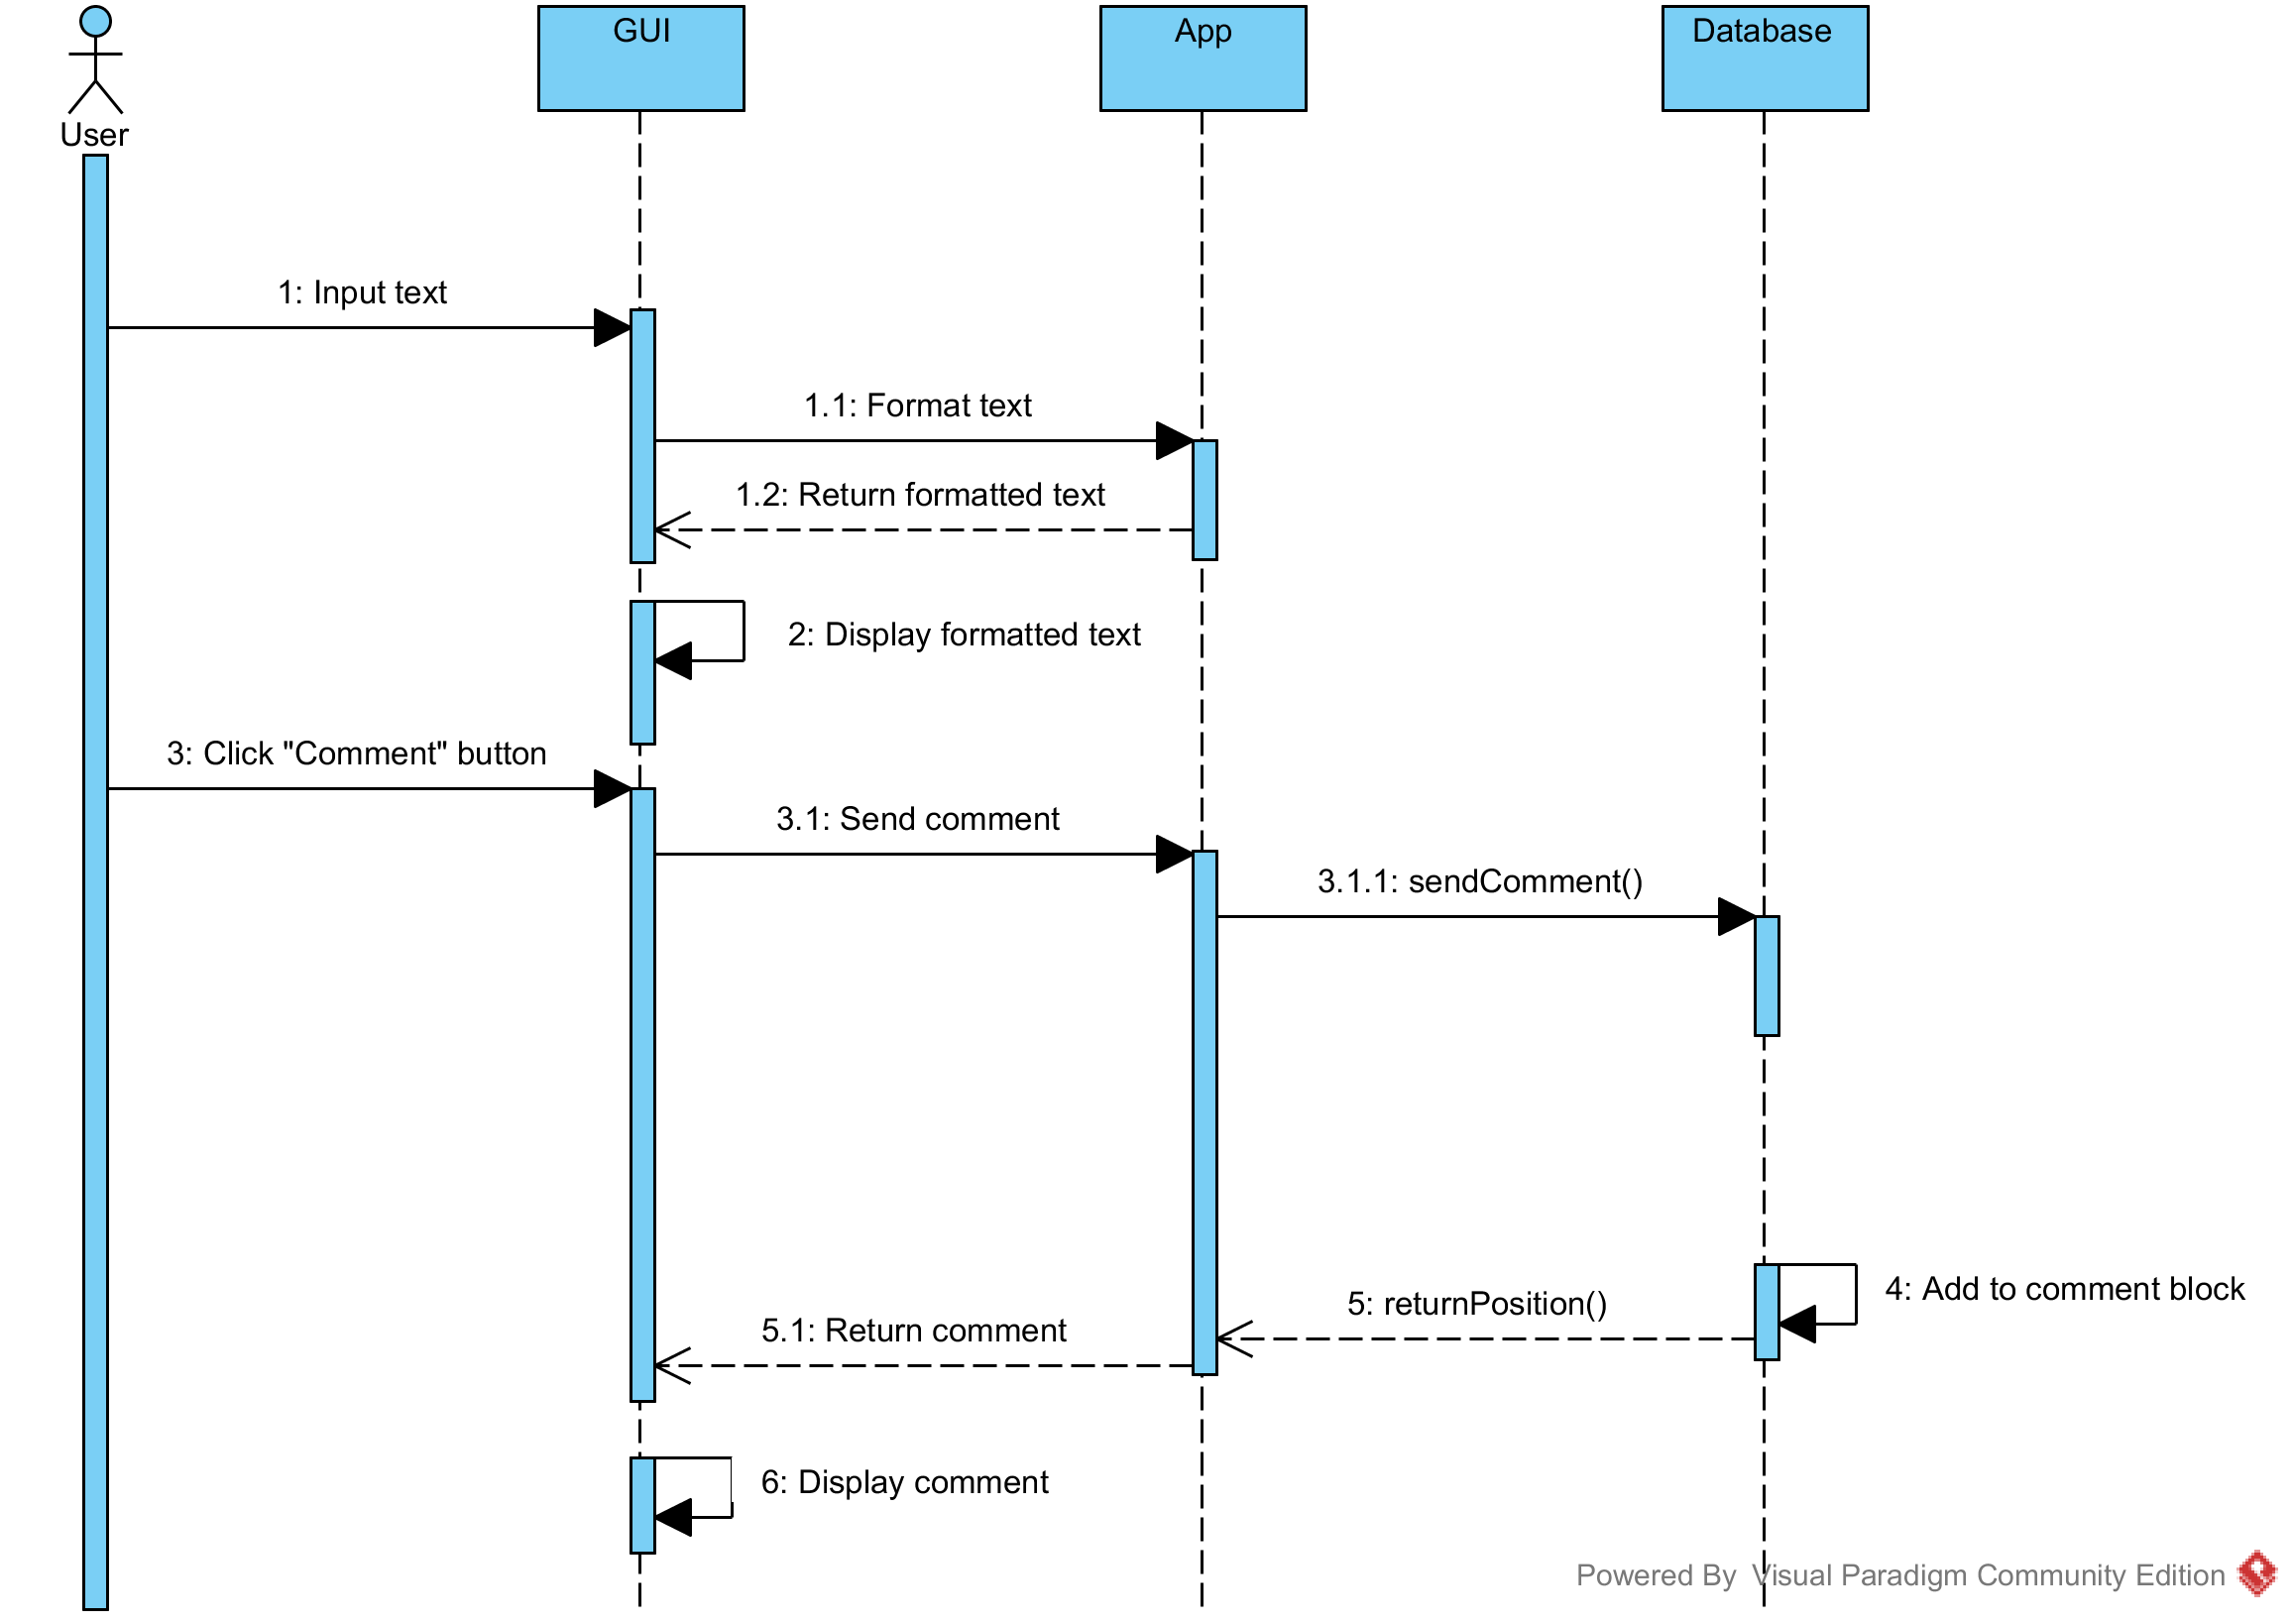 GUI
App
Database
User
1: Input text
1.1: Format text
1.2: Return formatted text
2: Display formatted text
3: Click "Comment" button
3.1: Send comment
3.1.1: sendComment()
4: Add to comment block
5: returnPosition()
5.1: Return comment
6: Display comment
Powered By Visual Paradigm Community Edition